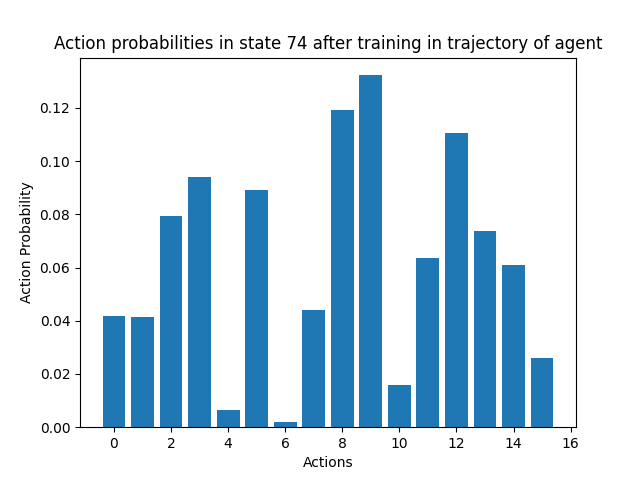 Action probabilities in state 74 after training in trajectory of agent
Action Probability
0.12
0.10
0.08
0.06
0.04
0.02
0.00
0 2 4 6 8 10 12 14 16
Actions